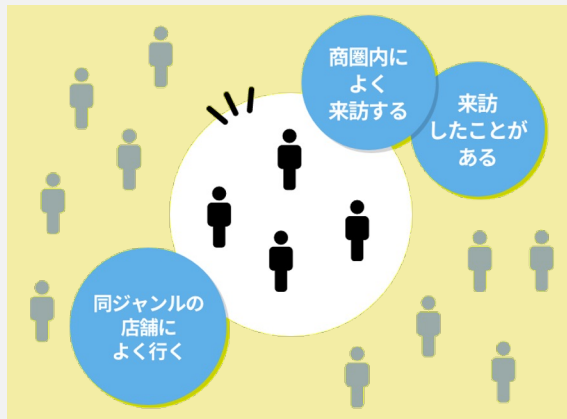 商圏内に
よく
来訪する
来訪
したことが
ある
同ジャンルの
店舗に
よく行く